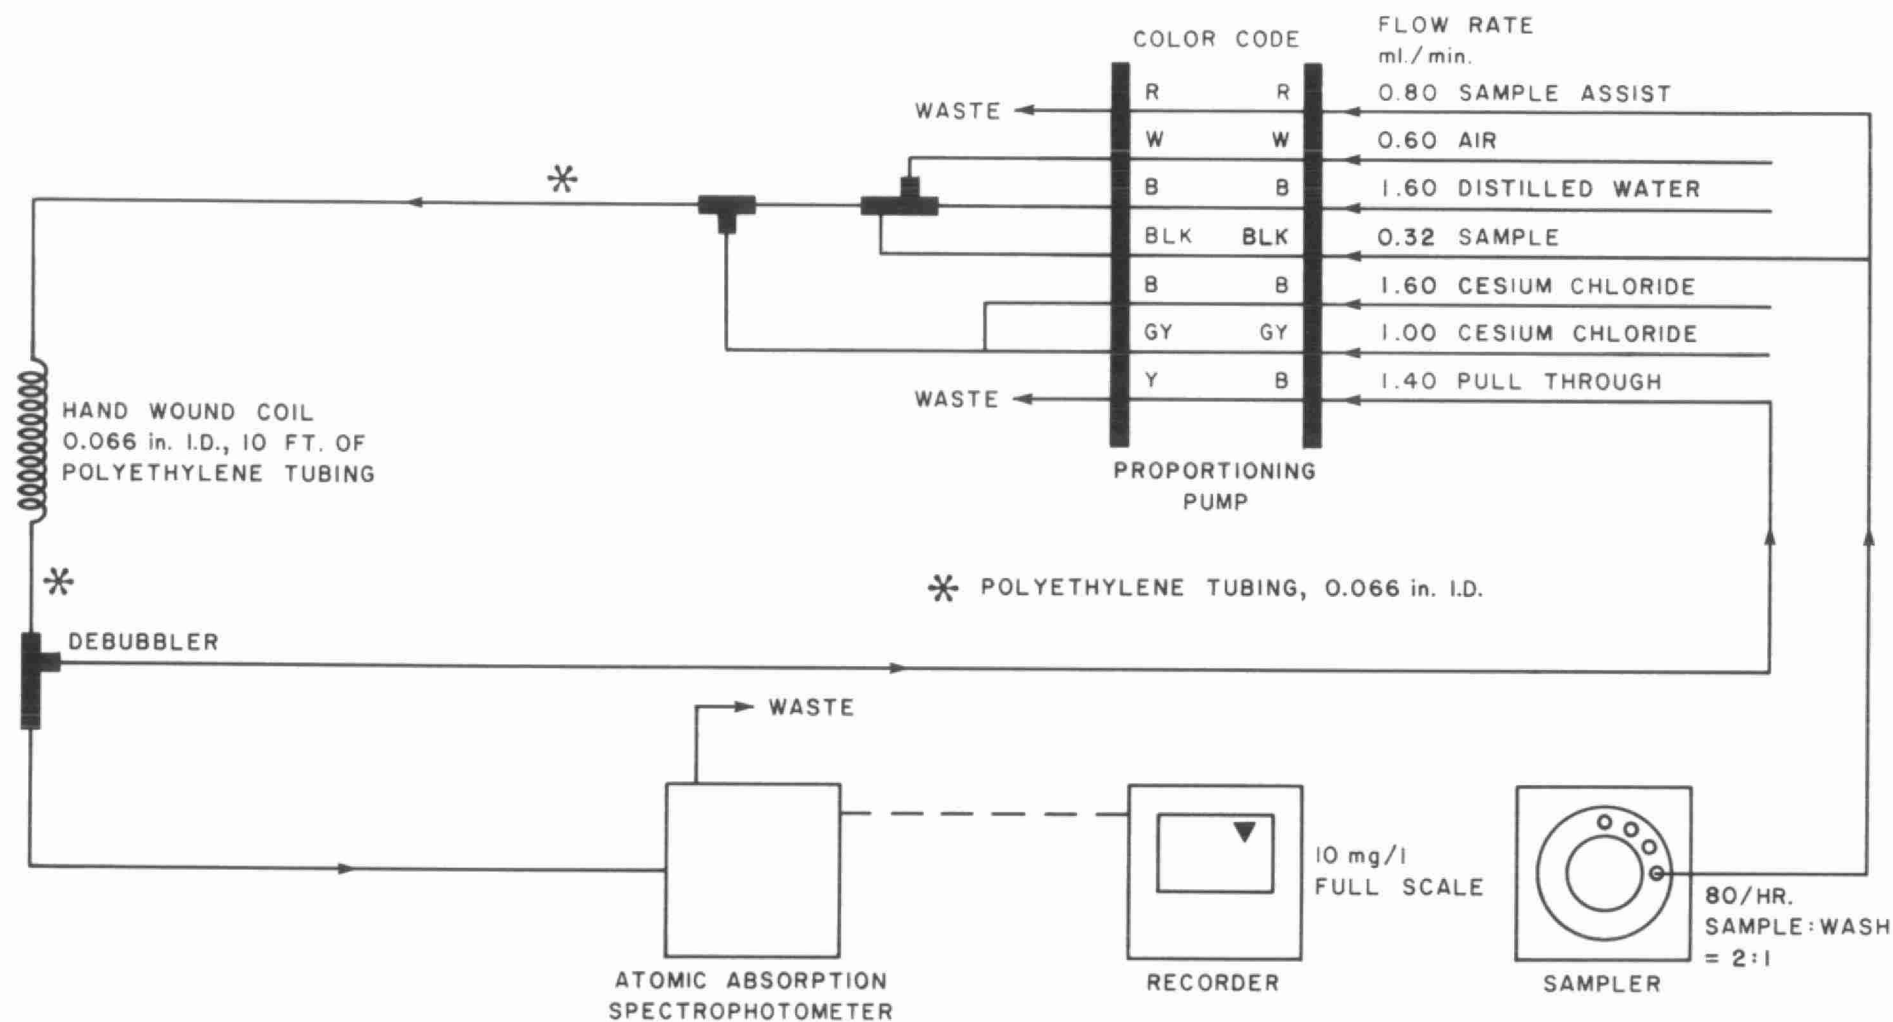 COLOR CODE
FLOW RATE
ml./min.
R R 0.80 SAMPLE ASSIST
WASTE
W W 0.60 AIR
B B 1.60 DISTILLED WATER
BLK BLK 0.32 SAMPLE
B B 1.60 CESIUM CHLORIDE
GY GY 1.00 CESIUM CHLORIDE
Y B 1.40 PULL THROUGH
WASTE
PROPORTIONING
PUMP
*
HAND WOUND COIL
0.066 in. I.D., 10 FT. OF
POLYETHYLENE TUBING
*
* POLYETHYLENE TUBING, 0.066 in. I.D.
DEBUBBLER
WASTE
ATOMIC ABSORPTION
SPECTROPHOTOMETER
10 mg/l
FULL SCALE
RECORDER
80/HR.
SAMPLE:WASH
= 2:1
SAMPLER